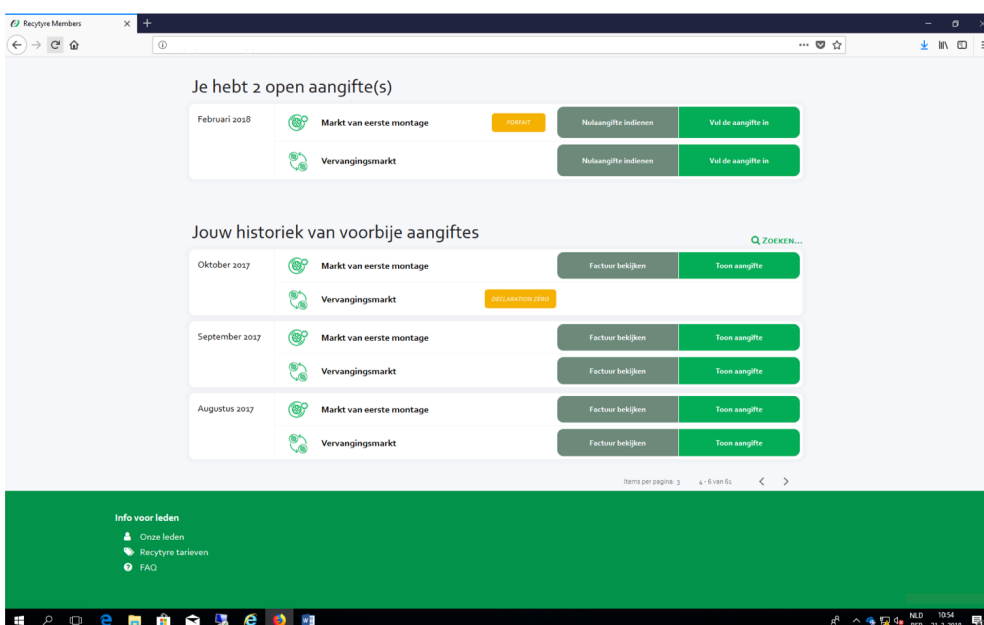 Recytyre Members
Je hebt 2 open aangifte(s)
Februari 2018
Markt van eerste montage
FORFAIT
Nulaangifte indienen
Vul de aangifte in
Vervangingsmarkt
Nulaangifte indienen
Vul de aangifte in
Jouw historiek van voorbije aangiftes
ZOEKEN...
Oktober 2017
Markt van eerste montage
Factuur bekijken
Toon aangifte
Vervangingsmarkt
DÉCLARATION ZÉRO
September 2017
Markt van eerste montage
Factuur bekijken
Toon aangifte
Vervangingsmarkt
Factuur bekijken
Toon aangifte
Augustus 2017
Markt van eerste montage
Factuur bekijken
Toon aangifte
Vervangingsmarkt
Factuur bekijken
Toon aangifte
Items per pagina: 3
4 - 6 van 61
Info voor leden
Onze leden
Recytyre tarieven
FAQ
NLD
10:54